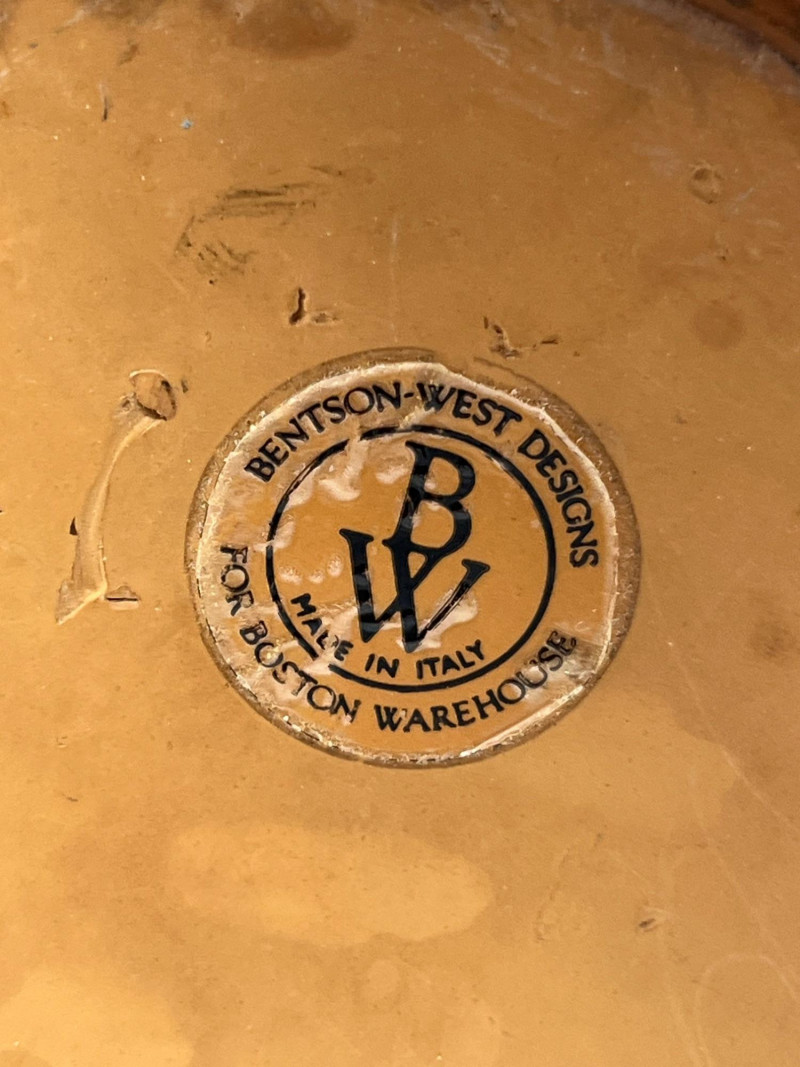 BENTSON-WEST DESIGNS
BW
MADE IN ITALY
FOR BOSTON WAREHOUSE